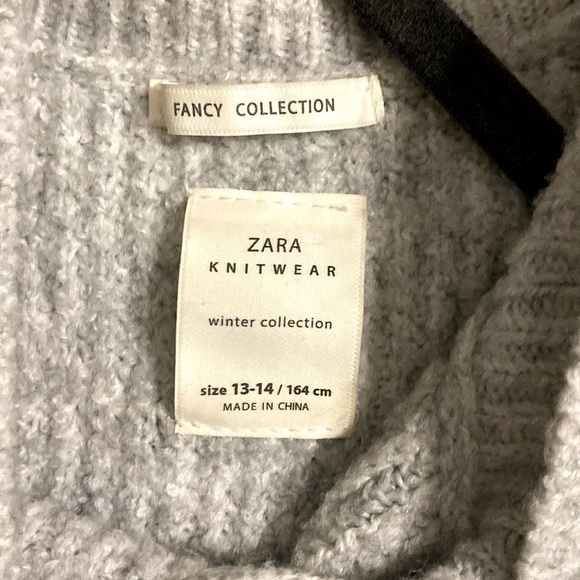 FANCY COLLECTION
ZARA
KNITWEAR
winter collection
size 13-14 / 164 cm
MADE IN CHINA